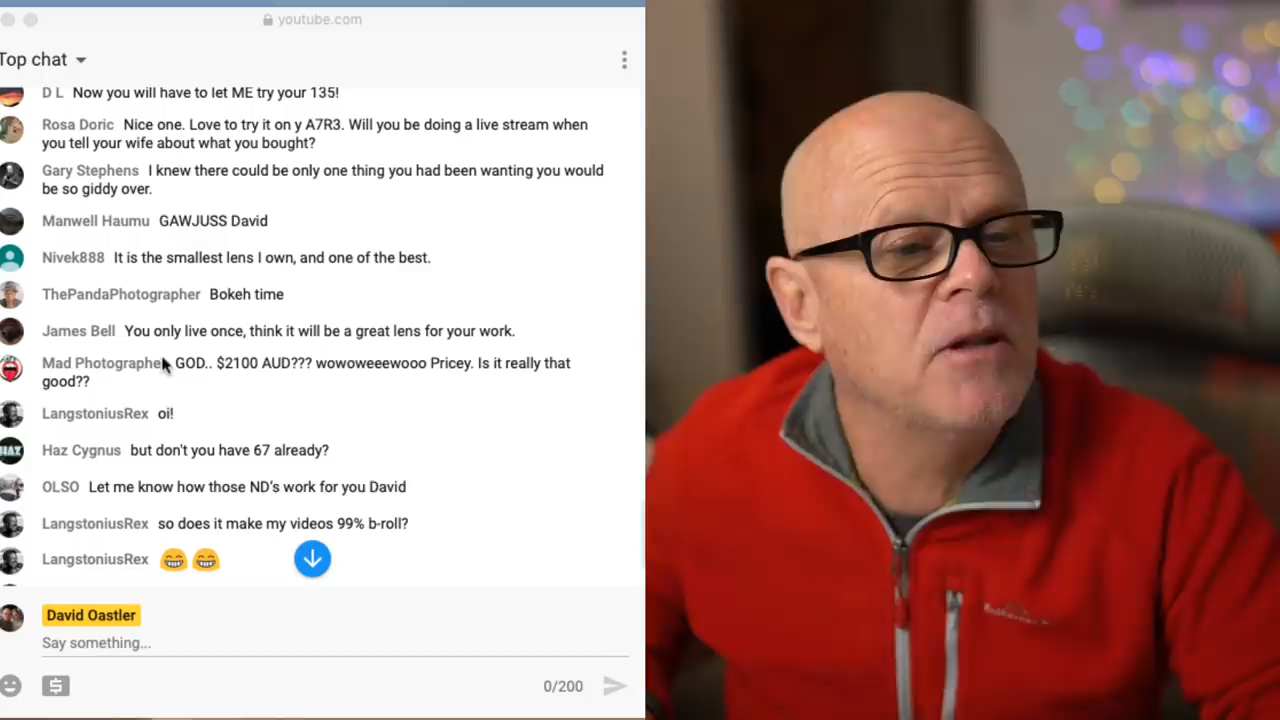 youtube.com
Top chat
D L Now you will have to let ME try your 135!
Rosa Doric Nice one. Love to try it on y A7R3. Will you be doing a live stream when
you tell your wife about what you bought?
Gary Stephens I knew there could be only one thing you had been wanting you would
be so giddy over.
Manwell Haumu GAWJUSS David
Nivek888 It is the smallest lens I own, and one of the best.
ThePandaPhotographer Bokeh time
James Bell You only live once, think it will be a great lens for your work.
Mad Photographe GOD.. $2100 AUD??? wowoweeewooo Pricey. Is it really that
good??
LangstoniusRex oi!
HAZ
Haz Cygnus but don't you have 67 already?
OLSO Let me know how those ND's work for you David
LangstoniusRex so does it make my videos 99% b-roll?
LangstoniusRex 😂 😂
David Oastler
Say something...
0/200